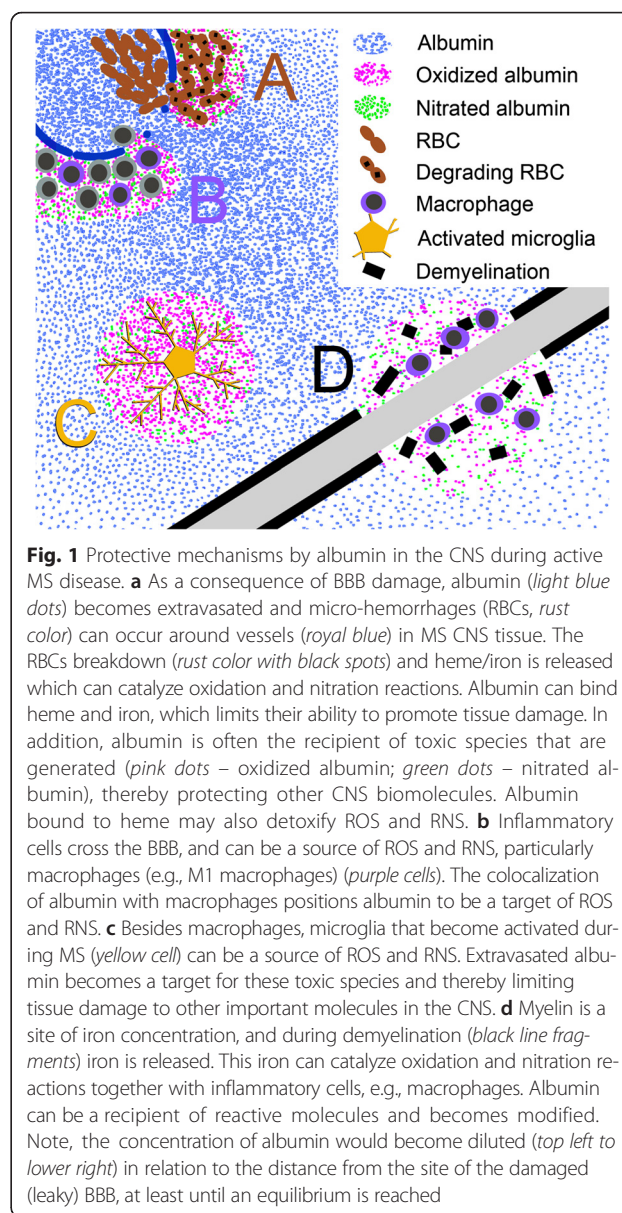 A
B
C
D
Albumin
Oxidized albumin
Nitrated albumin
RBC
Degrading RBC
Macrophage
Activated microglia
Demyelination
Fig. 1 Protective mechanisms by albumin in the CNS during active
MS disease. a As a consequence of BBB damage, albumin (light blue
dots) becomes extravasated and micro-hemorrhages (RBCs, rust
color) can occur around vessels (royal blue) in MS CNS tissue. The
RBCs breakdown (rust color with black spots) and heme/iron is released
which can catalyze oxidation and nitration reactions. Albumin can bind
heme and iron, which limits their ability to promote tissue damage. In
addition, albumin is often the recipient of toxic species that are
generated (pink dots – oxidized albumin; green dots – nitrated al-
bumin), thereby protecting other CNS biomolecules. Albumin
bound to heme may also detoxify ROS and RNS. b Inflammatory
cells cross the BBB, and can be a source of ROS and RNS, particularly
macrophages (e.g., M1 macrophages) (purple cells). The colocalization
of albumin with macrophages positions albumin to be a target of ROS
and RNS. c Besides macrophages, microglia that become activated du-
ring MS (yellow cell) can be a source of ROS and RNS. Extravasated albu-
min becomes a target for these toxic species and thereby limiting
tissue damage to other important molecules in the CNS. d Myelin is a
site of iron concentration, and during demyelination (black line frag-
ments) iron is released. This iron can catalyze oxidation and nitration re-
actions together with inflammatory cells, e.g., macrophages. Albumin
can be a recipient of reactive molecules and becomes modified.
Note, the concentration of albumin would become diluted (top left to
lower right) in relation to the distance from the site of the damaged
(leaky) BBB, at least until an equilibrium is reached